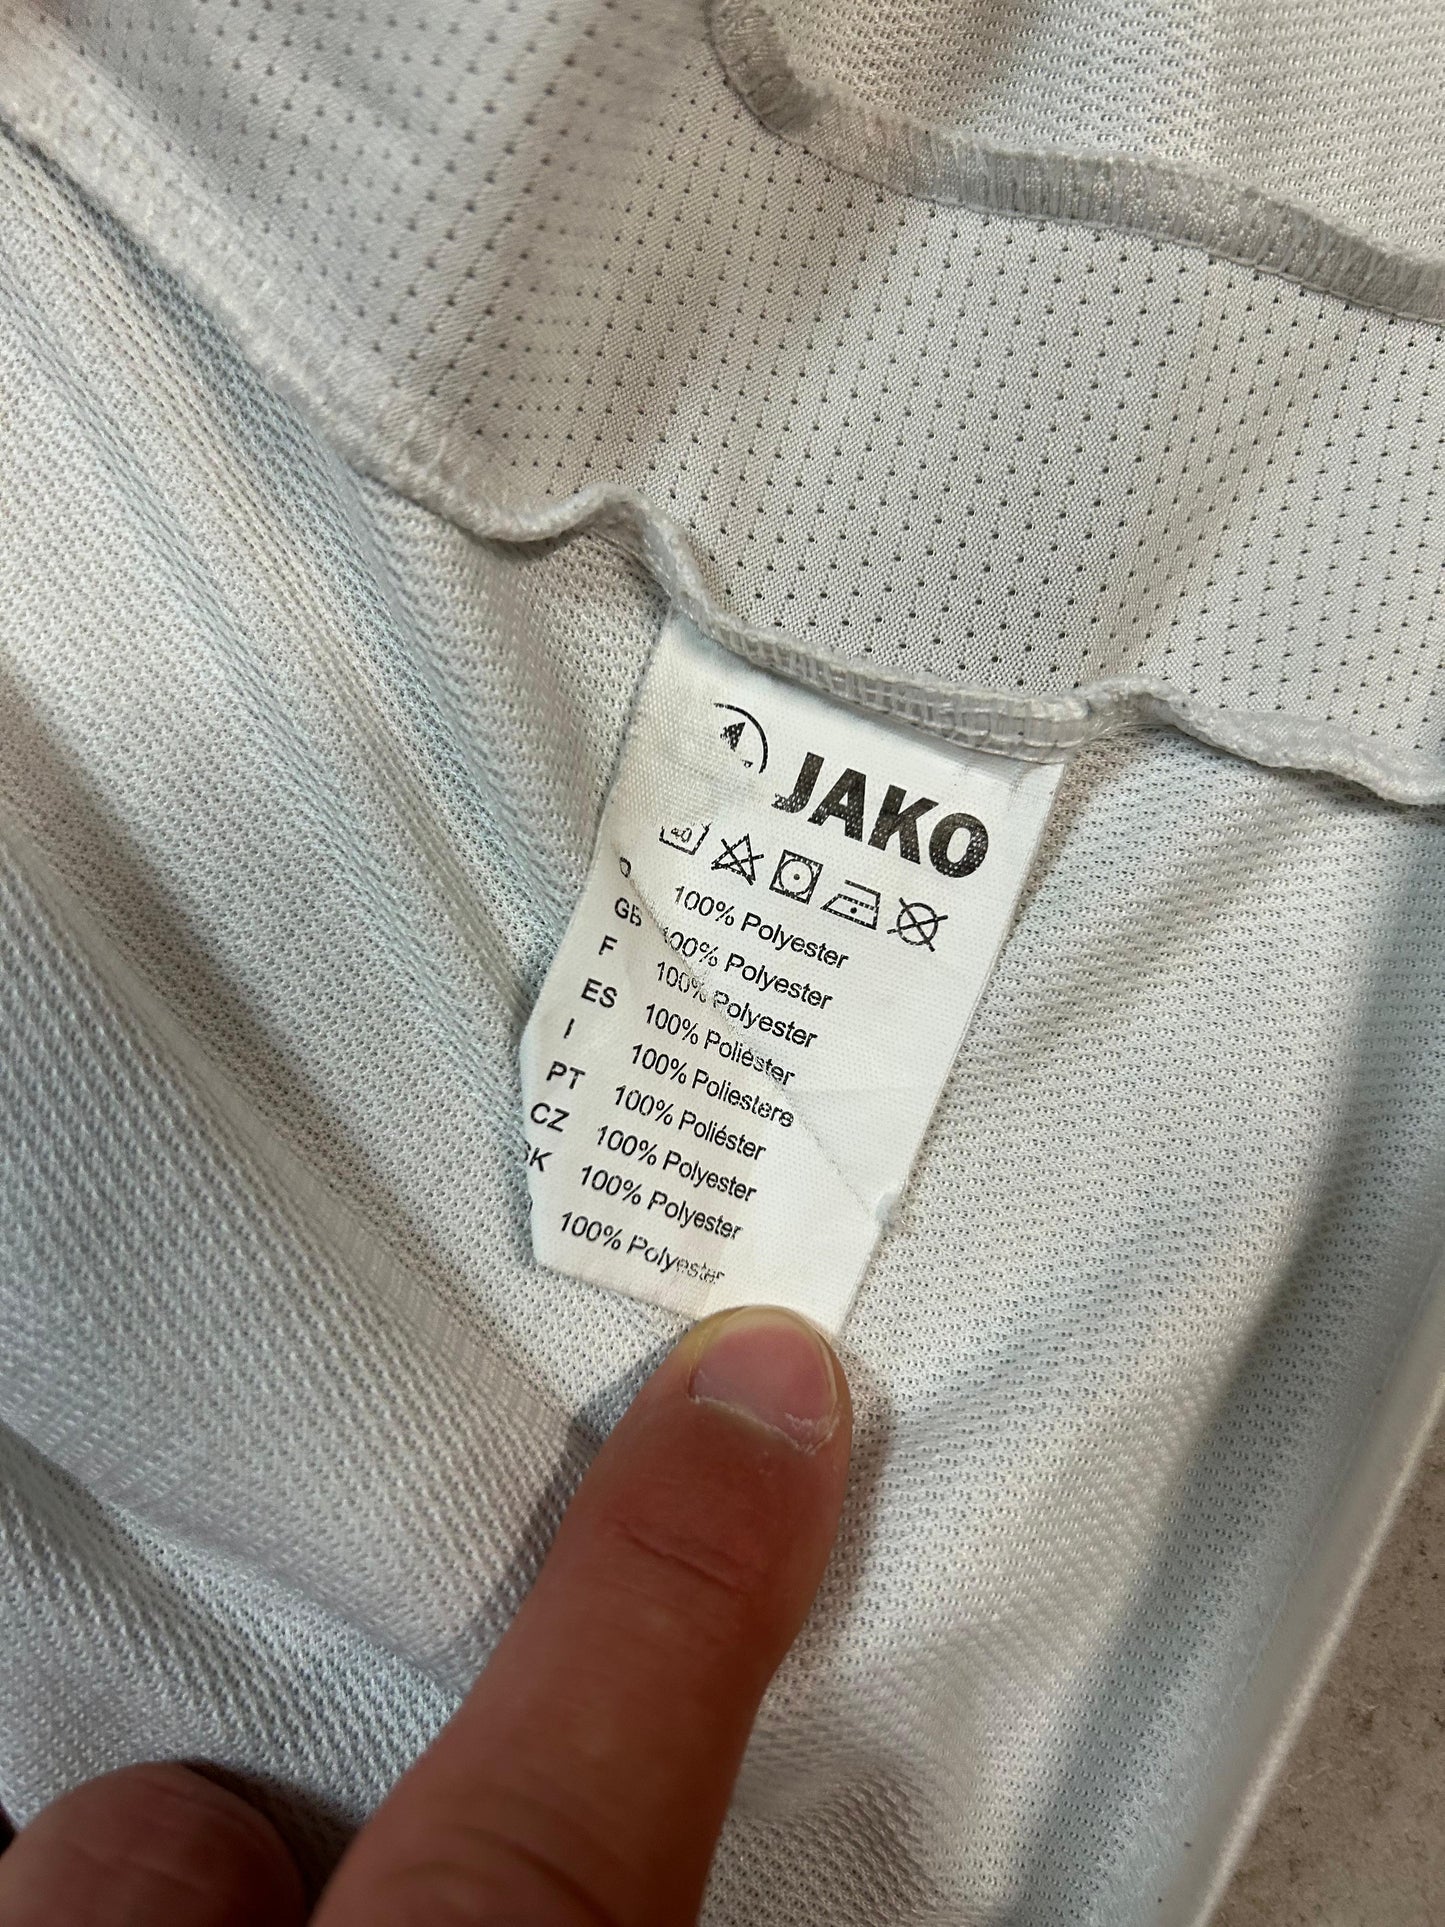 JAKO
40
D 100% Polyester
GB 100% Polyester
F 100% Polyester
ES 100% Poliéster
I 100% Poliestere
PT 100% Poliéster
CZ 100% Polyester
SK 100% Polyester
100% Polyester